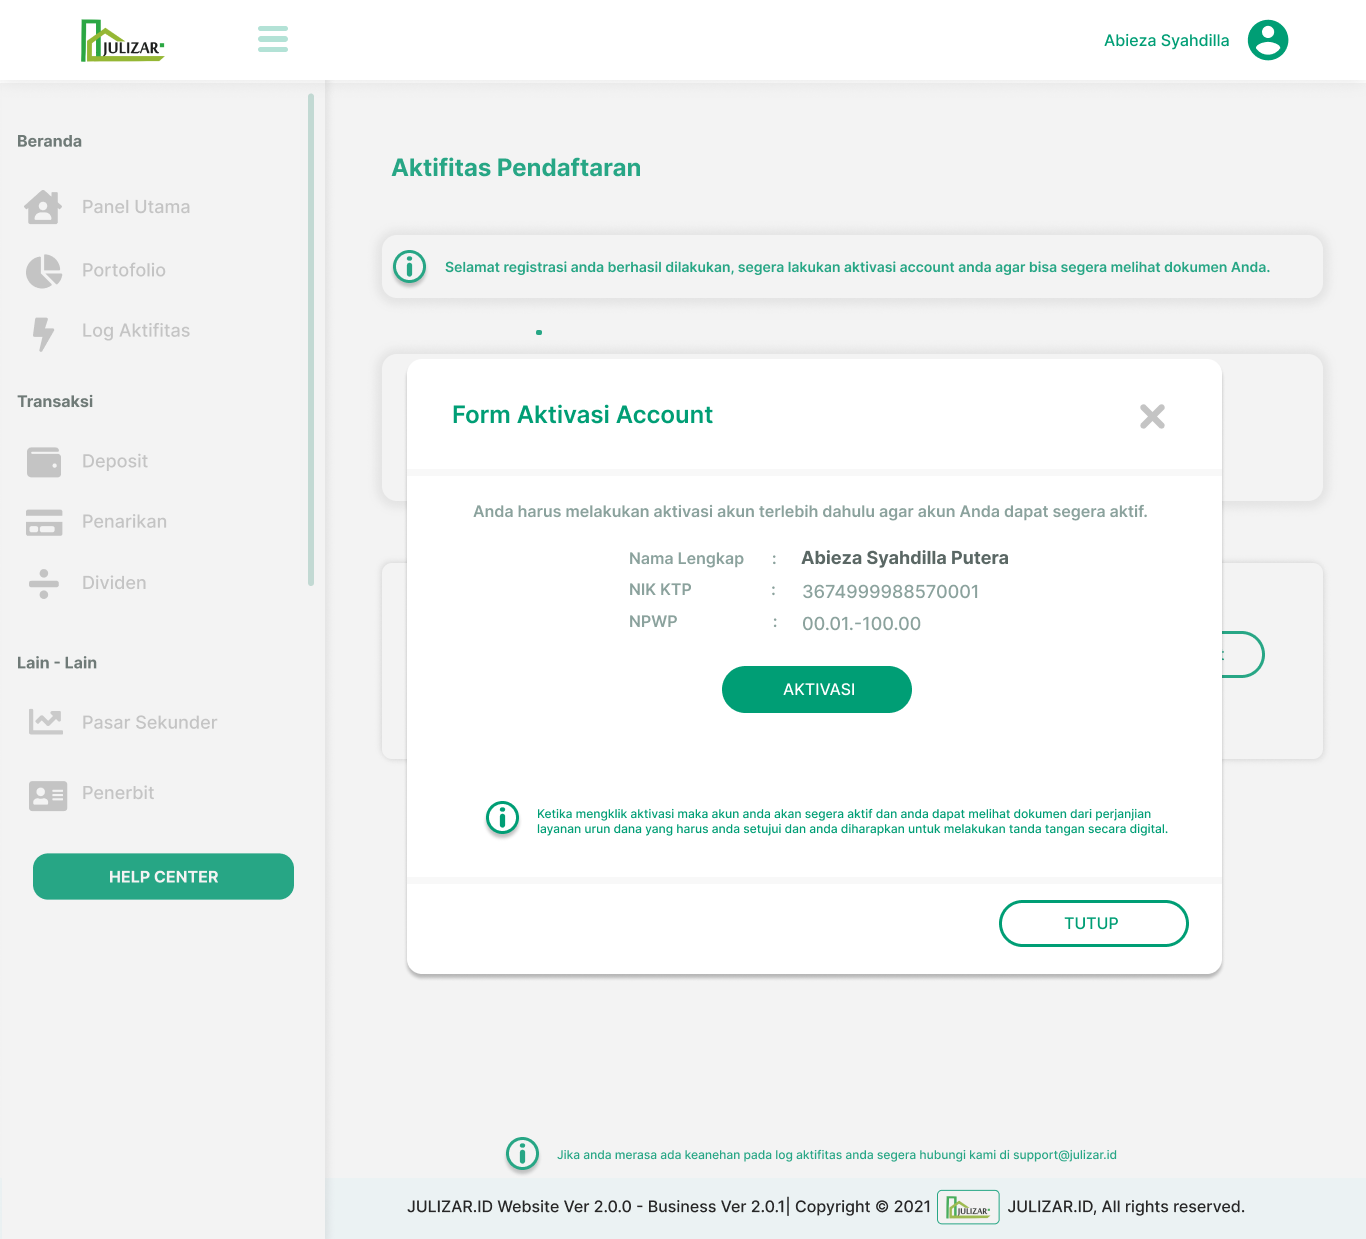 JULIZAR
Abieza Syahdilla
Beranda
Panel Utama
Portofolio
Log Aktifitas
Transaksi
Deposit
Penarikan
Dividen
Lain - Lain
Pasar Sekunder
Penerbit
HELP CENTER
Aktifitas Pendaftaran
Selamat registrasi anda berhasil dilakukan, segera lakukan aktivasi account anda agar bisa segera melihat dokumen Anda.
Form Aktivasi Account
Anda harus melakukan aktivasi akun terlebih dahulu agar akun Anda dapat segera aktif.
Nama Lengkap : Abieza Syahdilla Putera
NIK KTP : 3674999988570001
NPWP : 00.01.-100.00
AKTIVASI
Ketika mengklik aktivasi maka akun anda akan segera aktif dan anda dapat melihat dokumen dari perjanjian
layanan urun dana yang harus anda setujui dan anda diharapkan untuk melakukan tanda tangan secara digital.
TUTUP
Jika anda merasa ada keanehan pada log aktifitas anda segera hubungi kami di support@julizar.id
JULIZAR.ID Website Ver 2.0.0 - Business Ver 2.0.1| Copyright © 2021 JULIZAR JULIZAR.ID, All rights reserved.